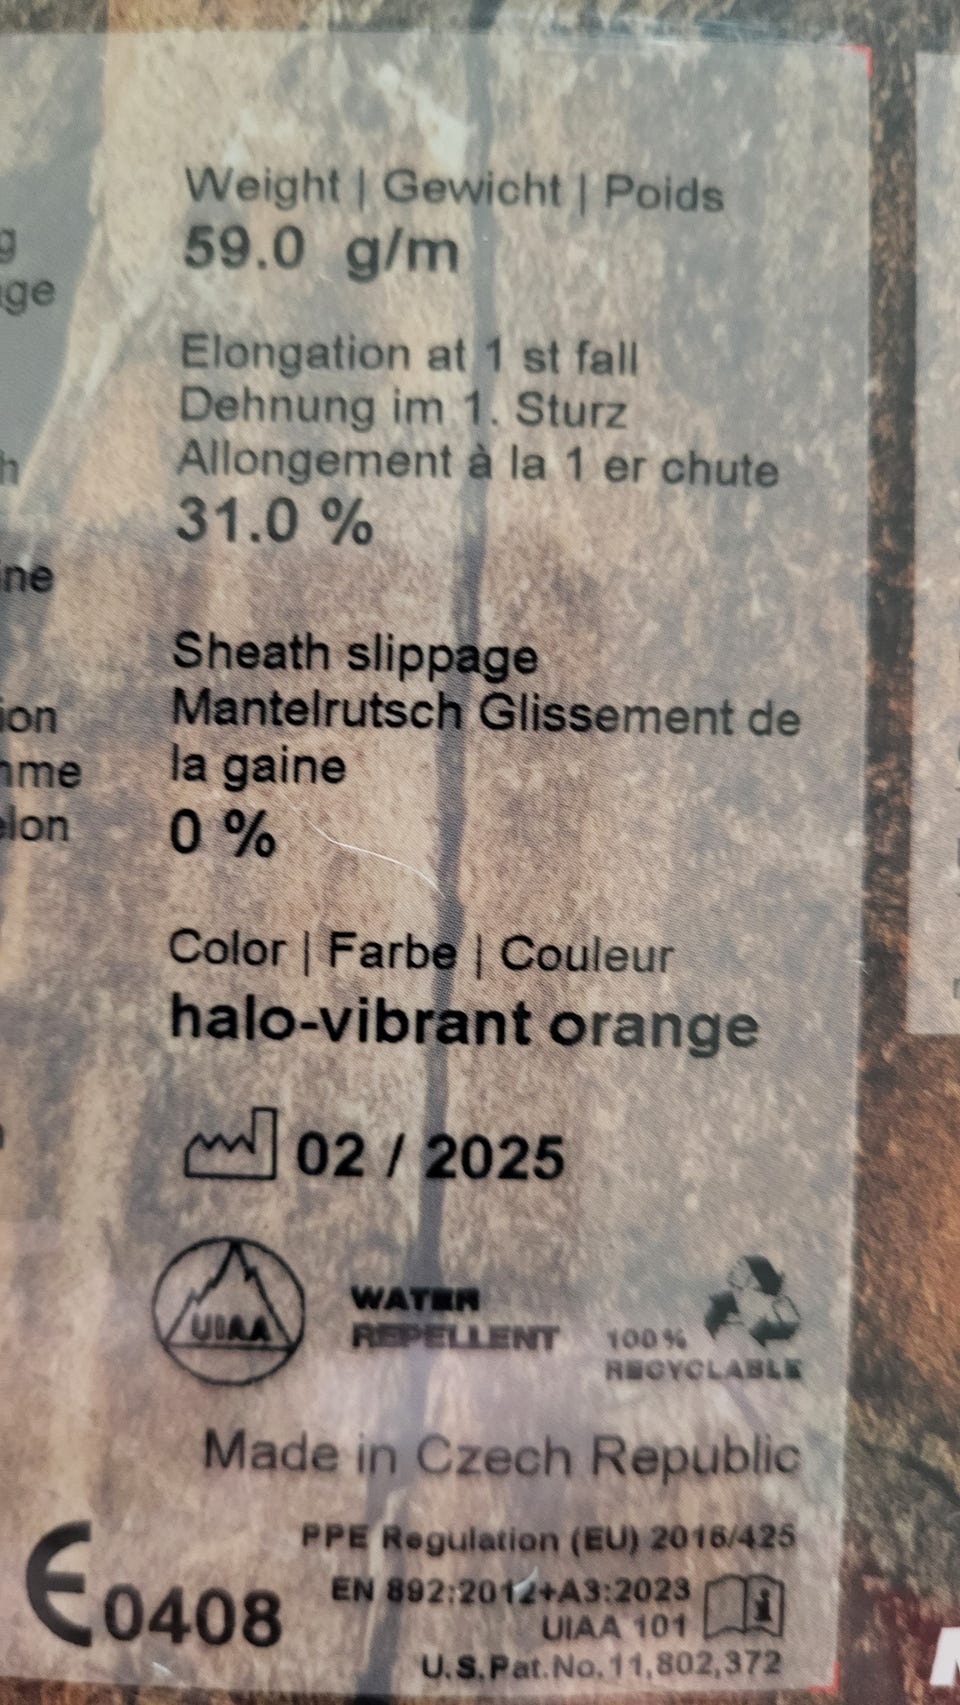 Weight | Gewicht | Poids
59.0 g/m
Elongation at 1 st fall
Dehnung im 1. Sturz
Allongement à la 1 er chute
31.0 %
Sheath slippage
Mantelrutsch Glissement de
la gaine
0 %
Color | Farbe | Couleur
halo-vibrant orange
02 / 2025
UIAA
WATER
REPELLENT
100%
RECYCLABLE
Made in Czech Republic
PPE Regulation (EU) 2016/425
EN 892:2012+A3:2023
UIAA 101
U.S.Pat.No.11,802,372
CE 0408